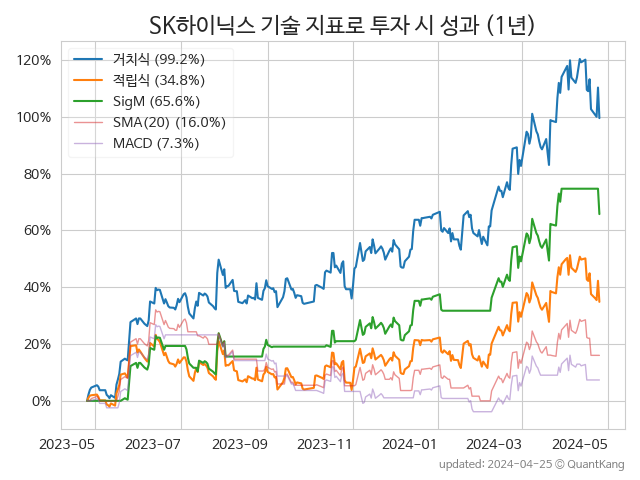 SK하이닉스 기술 지표로 투자 시 성과 (1년)
거치식 (99.2%)
적립식 (34.8%)
SigM (65.6%)
SMA(20) (16.0%)
MACD (7.3%)
120%
100%
80%
60%
40%
20%
0%
2023-05 2023-07 2023-09 2023-11 2024-01 2024-03 2024-05
updated: 2024-04-25 ⓒ QuantKang